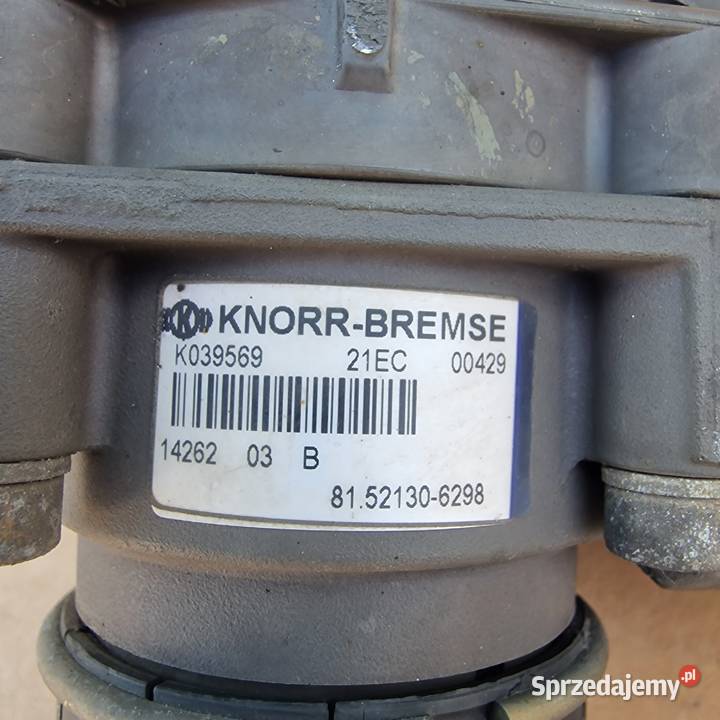 KNORR-BREMSE
K039569 21EC 00429
14262 03 B
81.52130-6298
Sprzedajemy.pl